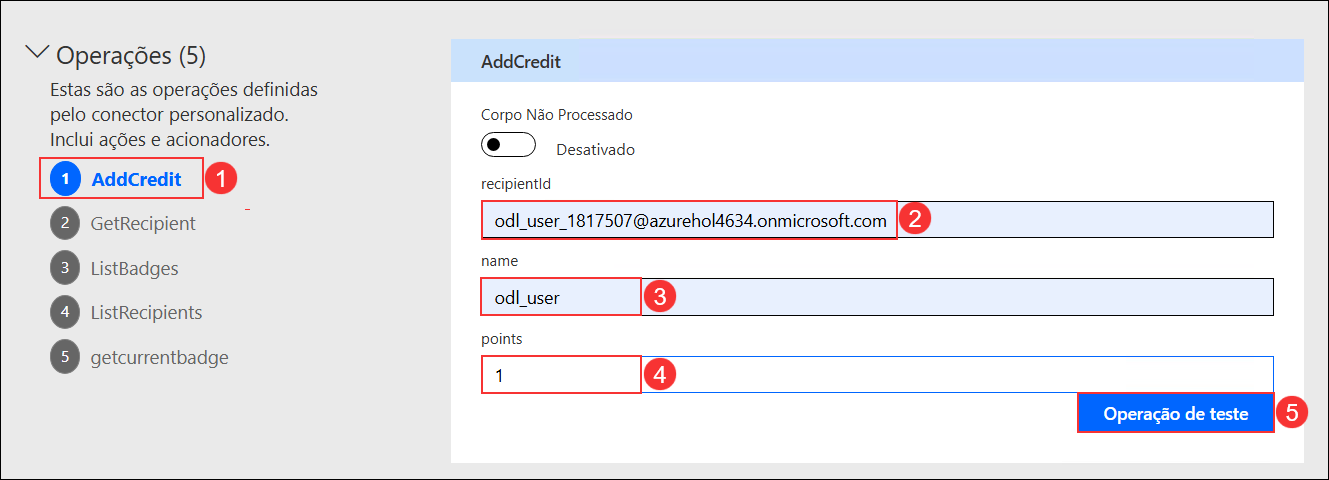 Operações (5)
Estas são as operações definidas
pelo conector personalizado.
Inclui ações e acionadores.
1 AddCredit 1
2 GetRecipient
3 ListBadges
4 ListRecipients
5 getcurrentbadge
AddCredit
Corpo Não Processado
Desativado
recipientId
odl_user_1817507@azurehol4634.onmicrosoft.com 2
name
odl_user 3
points
1 4
Operação de teste 5